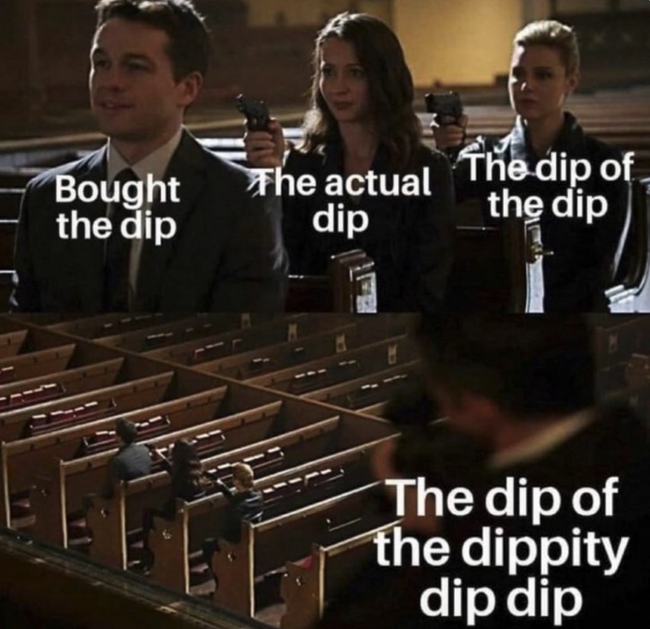 Bought
the dip
The actual
dip
The dip of
the dip
The dip of
the dippity
dip dip